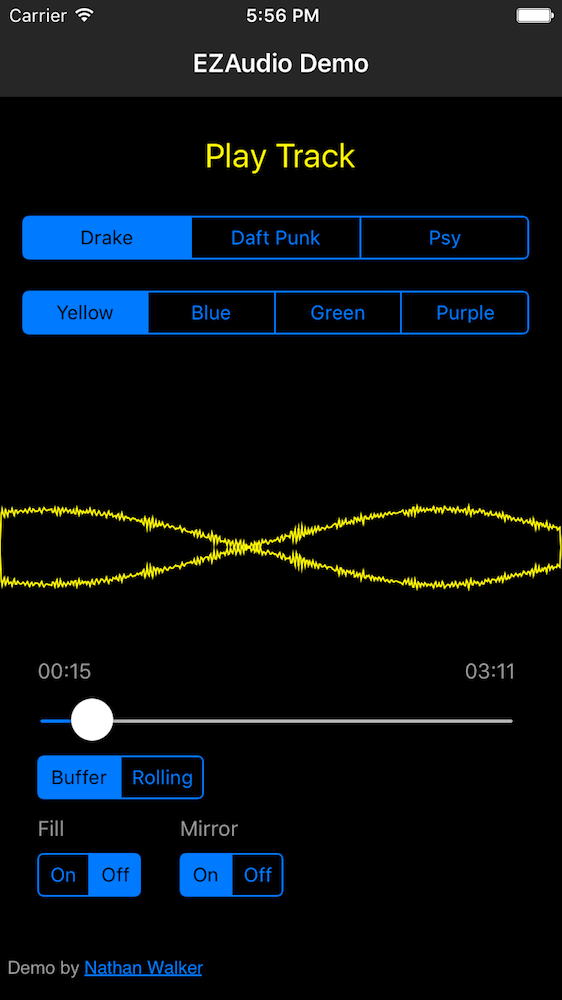 Carrier 5:56 PM
EZAudio Demo
Play Track
Drake Daft Punk Psy
Yellow Blue Green Purple
00:15 03:11
Buffer Rolling
Fill Mirror
On Off On Off
Demo by Nathan Walker